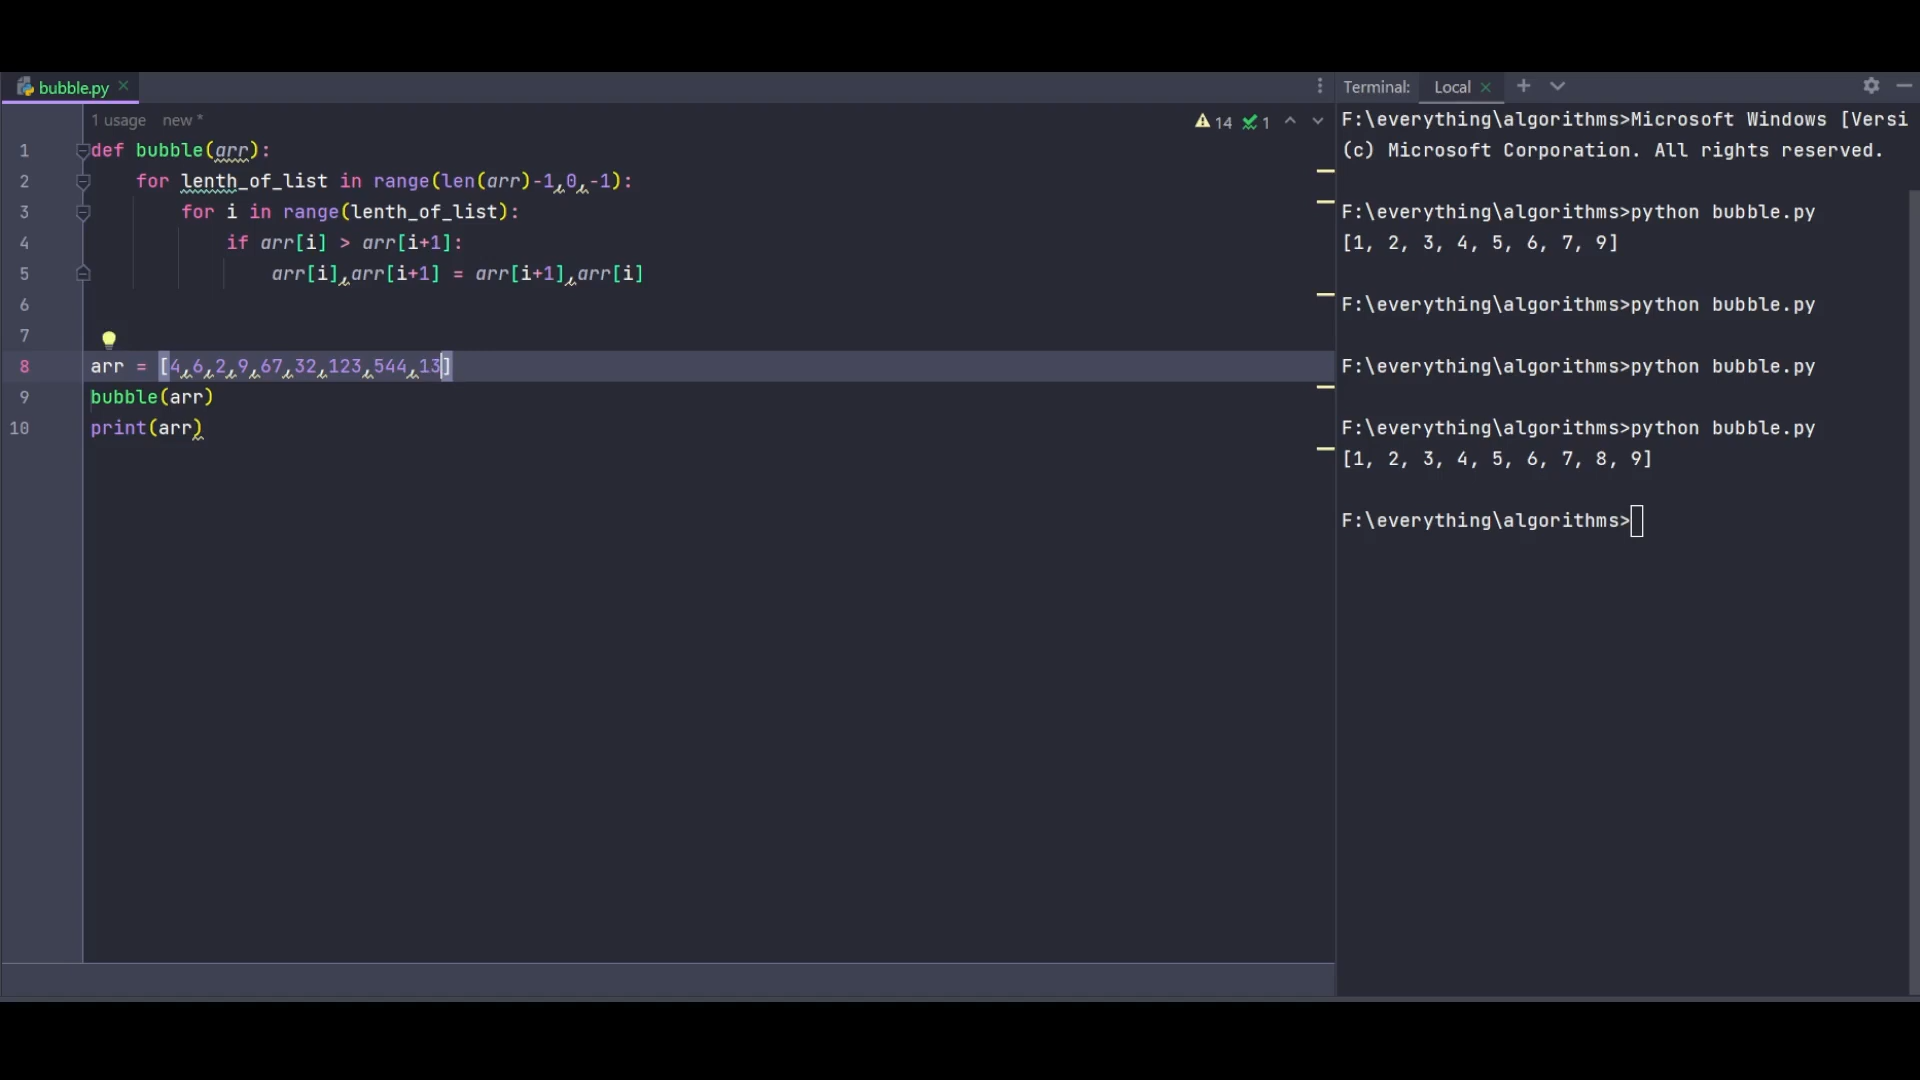 bubble.py
1 usage new *
14 1
1 def bubble(arr):
2 for lenth_of_list in range(len(arr)-1,0,-1):
3 for i in range(lenth_of_list):
4 if arr[i] > arr[i+1]:
5 arr[i],arr[i+1] = arr[i+1],arr[i]
6
7
8 arr = [4,6,2,9,67,32,123,544,13]
9 bubble(arr)
10 print(arr)
Terminal: Local
F:\everything\algorithms>Microsoft Windows [Versi
(c) Microsoft Corporation. All rights reserved.
F:\everything\algorithms>python bubble.py
[1, 2, 3, 4, 5, 6, 7, 9]
F:\everything\algorithms>python bubble.py
F:\everything\algorithms>python bubble.py
F:\everything\algorithms>python bubble.py
[1, 2, 3, 4, 5, 6, 7, 8, 9]
F:\everything\algorithms>